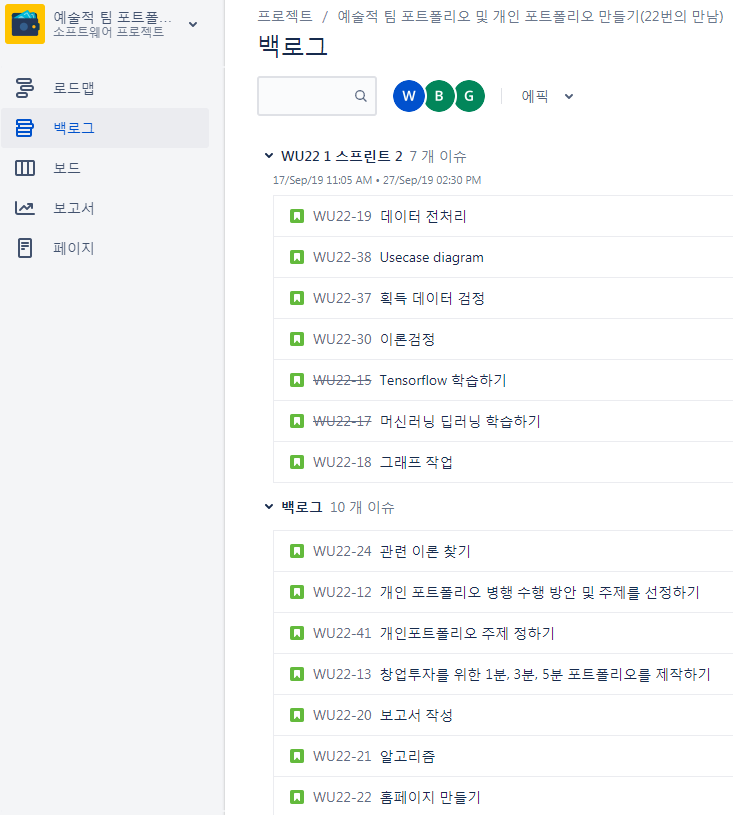 예술적 팀 포트폴...
소프트웨어 프로젝트
로드맵
백로그
보드
보고서
페이지
프로젝트 / 예술적 팀 포트폴리오 및 개인 포트폴리오 만들기(22번의 만남)
백로그
W B G 에픽
WU22 1 스프린트 2 7 개 이슈
17/Sep/19 11:05 AM • 27/Sep/19 02:30 PM
WU22-19 데이터 전처리
WU22-38 Usecase diagram
WU22-37 획득 데이터 검정
WU22-30 이론검정
WU22-15 Tensorflow 학습하기
WU22-17 머신러닝 딥러닝 학습하기
WU22-18 그래프 작업
백로그 10 개 이슈
WU22-24 관련 이론 찾기
WU22-12 개인 포트폴리오 병행 수행 방안 및 주제를 선정하기
WU22-41 개인포트폴리오 주제 정하기
WU22-13 창업투자를 위한 1분, 3분, 5분 포트폴리오를 제작하기
WU22-20 보고서 작성
WU22-21 알고리즘
WU22-22 홈페이지 만들기